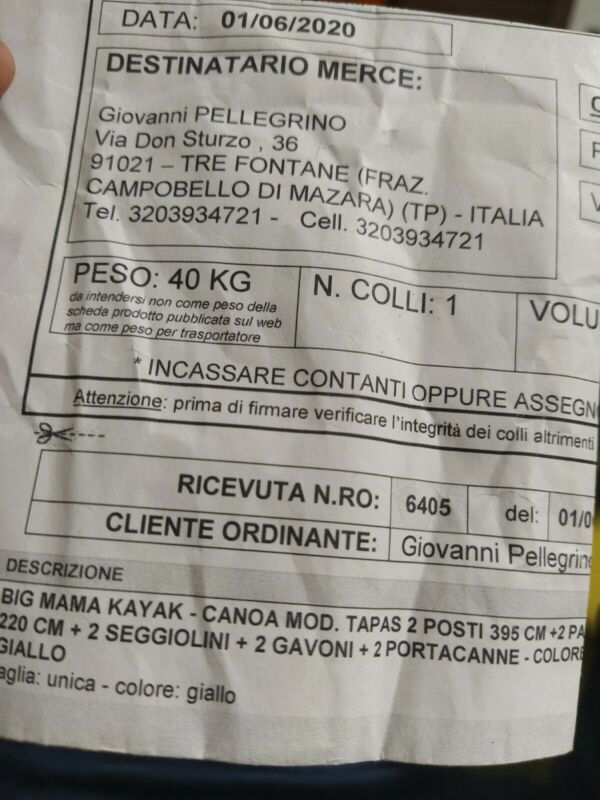 DATA: 01/06/2020
DESTINATARIO MERCE:
Giovanni PELLEGRINO
Via Don Sturzo , 36
91021 – TRE FONTANE (FRAZ.
CAMPOBELLO DI MAZARA) (TP) - ITALIA
Tel. 3203934721 - Cell. 3203934721
PESO: 40 KG
da intendersi non come peso della
scheda prodotto pubblicata sul web
ma come peso per trasportatore
N. COLLI: 1
VOLU
* INCASSARE CONTANTI OPPURE ASSEGN
Attenzione: prima di firmare verificare l'integrità dei colli altrimenti
RICEVUTA N.RO: 6405 del: 01/0
CLIENTE ORDINANTE: Giovanni Pellegrin
DESCRIZIONE
BIG MAMA KAYAK - CANOA MOD. TAPAS 2 POSTI 395 CM +2 PA
220 CM + 2 SEGGIOLINI + 2 GAVONI + 2 PORTACANNE - COLORE
GIALLO
aglia: unica - colore: giallo